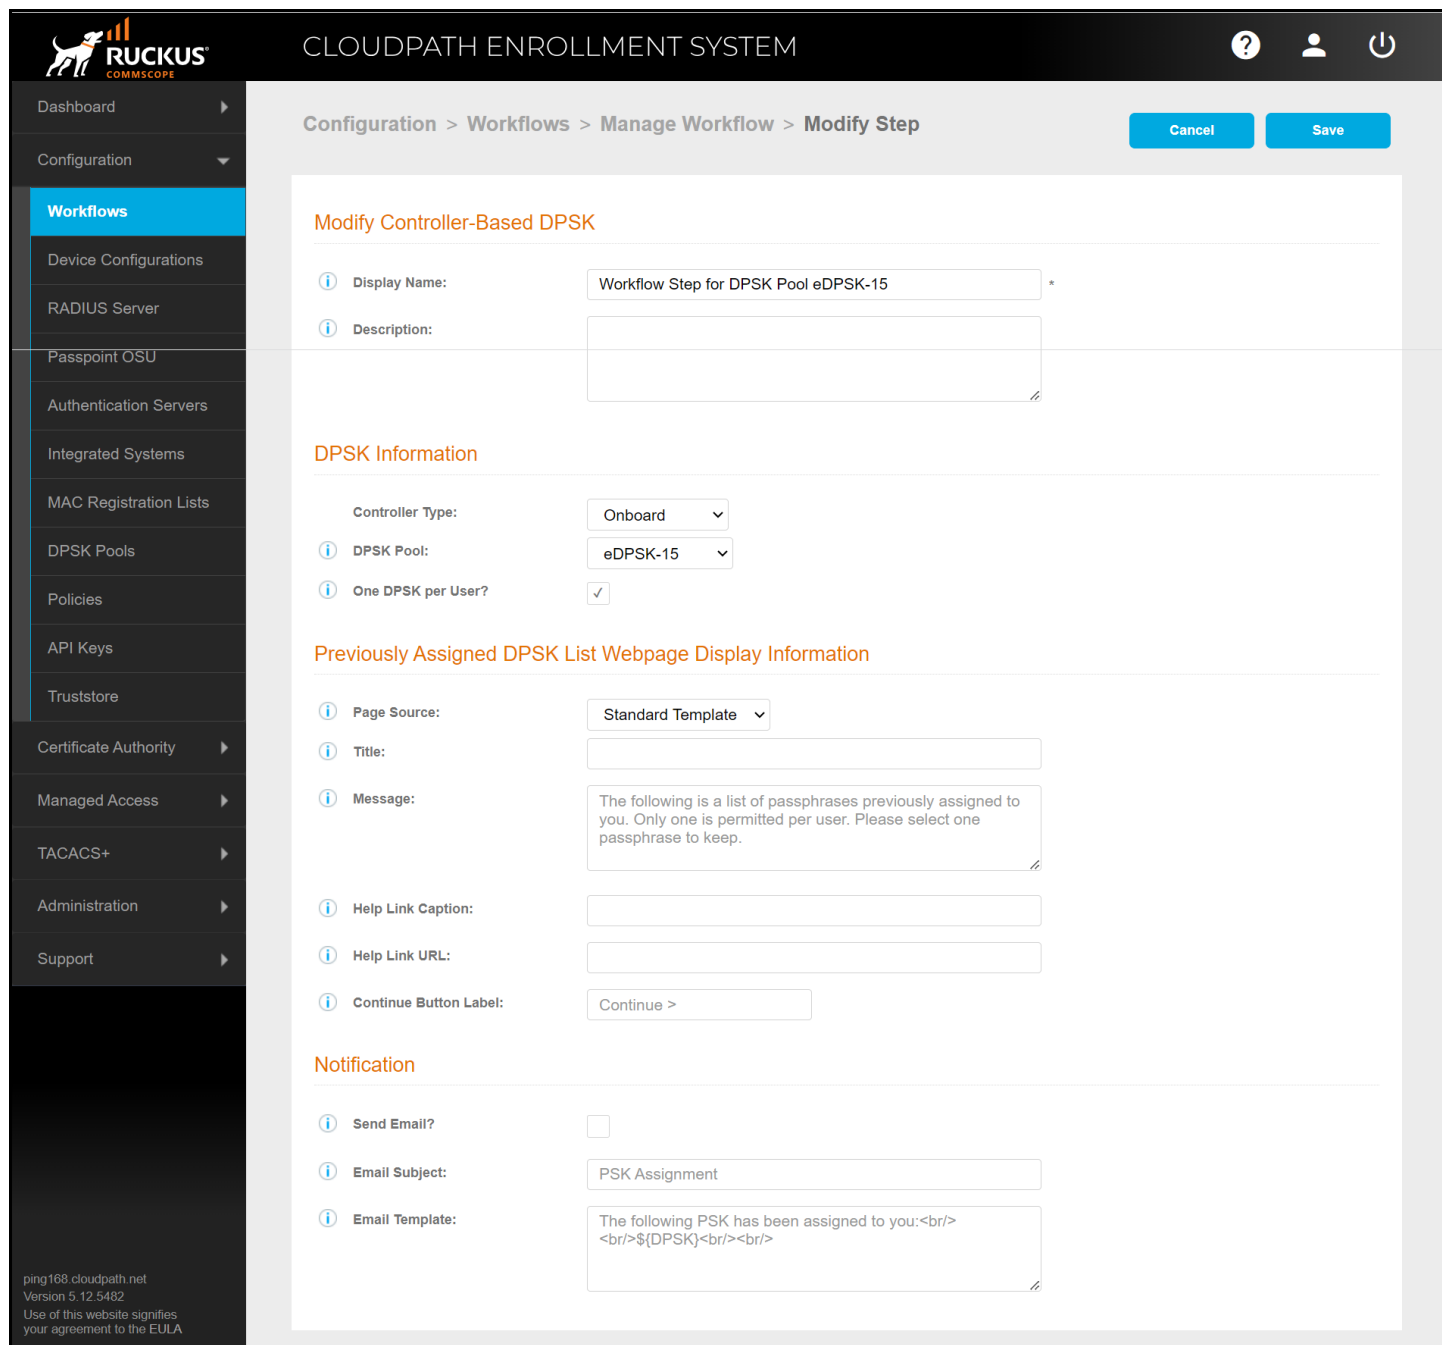 RUCKUS
COMMSCOPE
CLOUDPATH ENROLLMENT SYSTEM
?
Dashboard
Configuration
Workflows
Device Configurations
RADIUS Server
Passpoint OSU
Authentication Servers
Integrated Systems
MAC Registration Lists
DPSK Pools
Policies
API Keys
Truststore
Certificate Authority
Managed Access
TACACS+
Administration
Support
ping168.cloudpath.net
Version 5.12.5482
Use of this website signifies
your agreement to the EULA
Configuration > Workflows > Manage Workflow > Modify Step
Cancel
Save
Modify Controller-Based DPSK
Display Name: Workflow Step for DPSK Pool eDPSK-15 *
Description:
DPSK Information
Controller Type: Onboard
DPSK Pool: eDPSK-15
One DPSK per User? ✓
Previously Assigned DPSK List Webpage Display Information
Page Source: Standard Template
Title:
Message: The following is a list of passphrases previously assigned to
you. Only one is permitted per user. Please select one
passphrase to keep.
Help Link Caption:
Help Link URL:
Continue Button Label: Continue >
Notification
Send Email?
Email Subject: PSK Assignment
Email Template: The following PSK has been assigned to you:<br/>
<br/>${DPSK}<br/><br/>